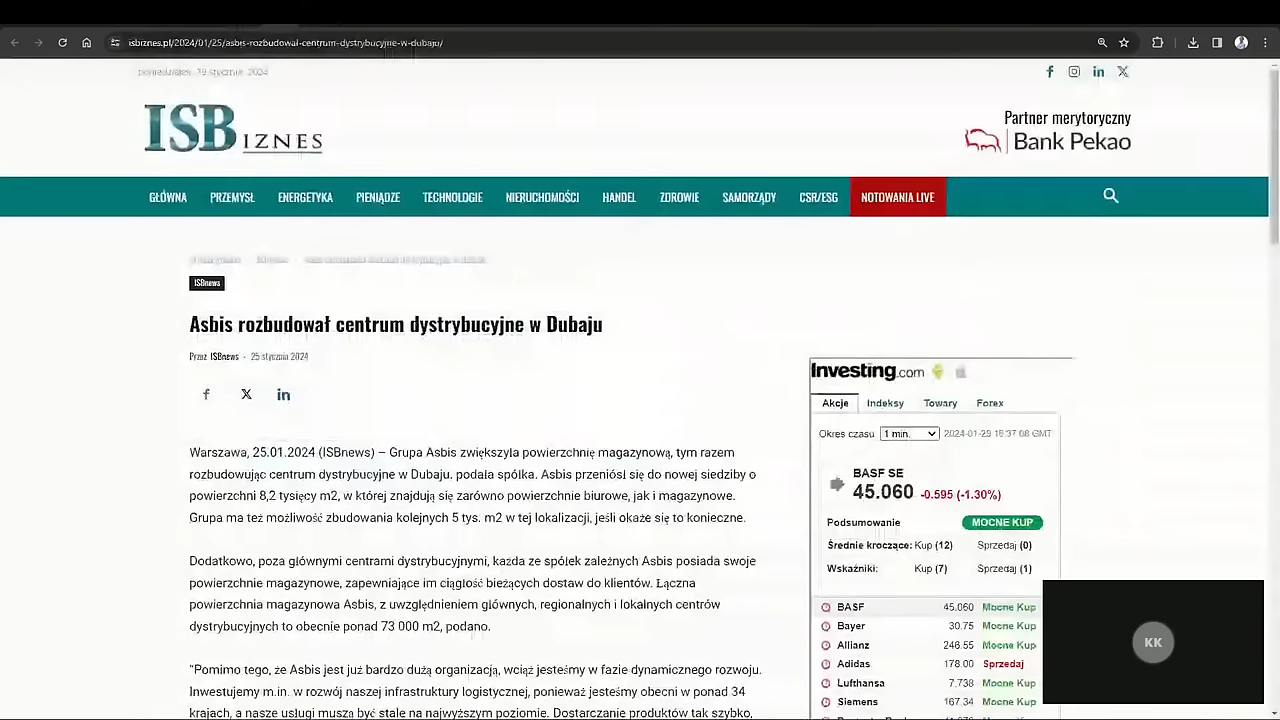 isbiznes.pl/2024/01/25/asbis-rozbudowal-centrum-dystrybucyjne-w-dubaju/
poniedziałek, 29 stycznia, 2024
ISBIZNES
Partner merytoryczny
Bank Pekao
GŁÓWNA PRZEMYSŁ ENERGETYKA PIENIĄDZE TECHNOLOGIE NIERUCHOMOŚCI HANDEL ZDROWIE SAMORZĄDY CSR/ESG NOTOWANIA LIVE
ISBnews
Asbis rozbudował centrum dystrybucyjne w Dubaju
Przez ISBnews - 25 stycznia 2024
Warszawa, 25.01.2024 (ISBnews) – Grupa Asbis zwiększyła powierzchnię magazynową, tym razem
rozbudowując centrum dystrybucyjne w Dubaju, podała spółka. Asbis przeniósł się do nowej siedziby o
powierzchni 8,2 tysięcy m2, w której znajdują się zarówno powierzchnie biurowe, jak i magazynowe.
Grupa ma też możliwość zbudowania kolejnych 5 tys. m2 w tej lokalizacji, jeśli okaże się to konieczne.
Dodatkowo, poza głównymi centrami dystrybucyjnymi, każda ze spółek zależnych Asbis posiada swoje
powierzchnie magazynowe, zapewniające im ciągłość bieżących dostaw do klientów. Łączna
powierzchnia magazynowa Asbis, z uwzględnieniem głównych, regionalnych i lokalnych centrów
dystrybucyjnych to obecnie ponad 73 000 m2, podano.
"Pomimo tego, że Asbis jest już bardzo dużą organizacją, wciąż jesteśmy w fazie dynamicznego rozwoju.
Inwestujemy m.in. w rozwój naszej infrastruktury logistycznej, ponieważ jesteśmy obecni w ponad 34
krajach, a nasze usługi muszą być stale na najwyższym poziomie. Dostarczanie produktów tak szybko,
Investing.com
Akcje Indeksy Towary Forex
Okres czasu 1 min. 2024-01-29 16:37:08 GMT
BASF SE
45.060 -0.595 (-1.30%)
Podsumowanie MOCNE KUP
Średnie kroczące: Kup (12) Sprzedaj (0)
Wskaźniki: Kup (7) Sprzedaj (1)
BASF 45.060 Mocne Kup
Bayer 30.75 Mocne Kup
Allianz 246.55 Mocne Kup
Adidas 178.00 Sprzedaj
Lufthansa 7.738 Mocne Kup
Siemens 167.34 Mocne Kup
KK